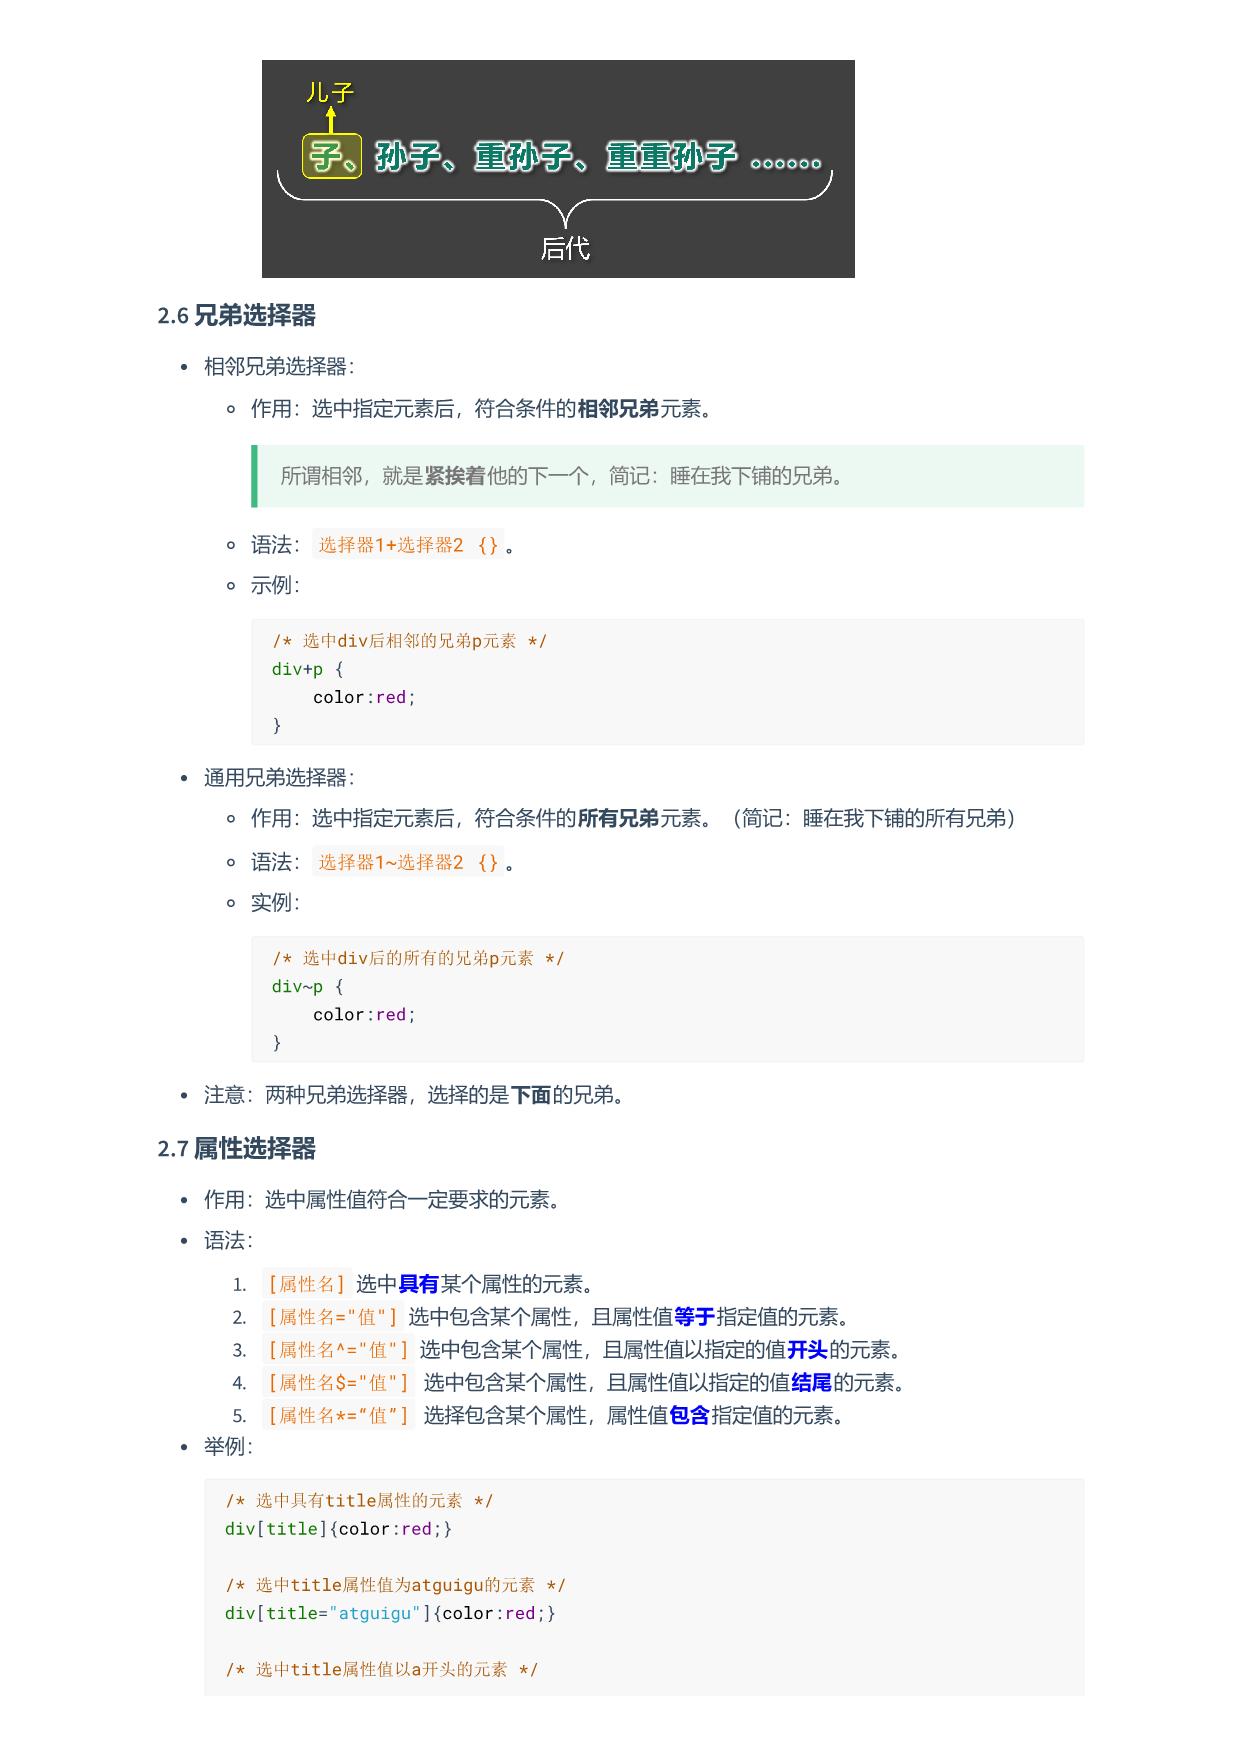 儿子
子、孙子、重孙子、重重孙子 ……
后代
2.6 兄弟选择器
相邻兄弟选择器：
作用：选中指定元素后，符合条件的相邻兄弟元素。
所谓相邻，就是紧挨着他的下一个，简记：睡在我下铺的兄弟。
语法：选择器1+选择器2 {}。
示例：
/* 选中div后相邻的兄弟p元素 */
div+p {
color:red;
}
通用兄弟选择器：
作用：选中指定元素后，符合条件的所有兄弟元素。（简记：睡在我下铺的所有兄弟）
语法：选择器1~选择器2 {}。
实例：
/* 选中div后的所有的兄弟p元素 */
div~p {
color:red;
}
注意：两种兄弟选择器，选择的是下面的兄弟。
2.7 属性选择器
作用：选中属性值符合一定要求的元素。
语法：
1. [属性名] 选中具有某个属性的元素。
2. [属性名="值"] 选中包含某个属性，且属性值等于指定值的元素。
3. [属性名^="值"] 选中包含某个属性，且属性值以指定的值开头的元素。
4. [属性名$="值"] 选中包含某个属性，且属性值以指定的值结尾的元素。
5. [属性名*=“值”] 选择包含某个属性，属性值包含指定值的元素。
举例：
/* 选中具有title属性的元素 */
div[title]{color:red;}
/* 选中title属性值为atguigu的元素 */
div[title="atguigu"]{color:red;}
/* 选中title属性值以a开头的元素 */